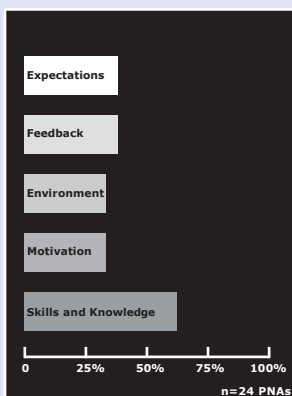 Expectations
Feedback
Environment
Motivation
Skills and Knowledge
0 25% 50% 75% 100%
n=24 PNAs